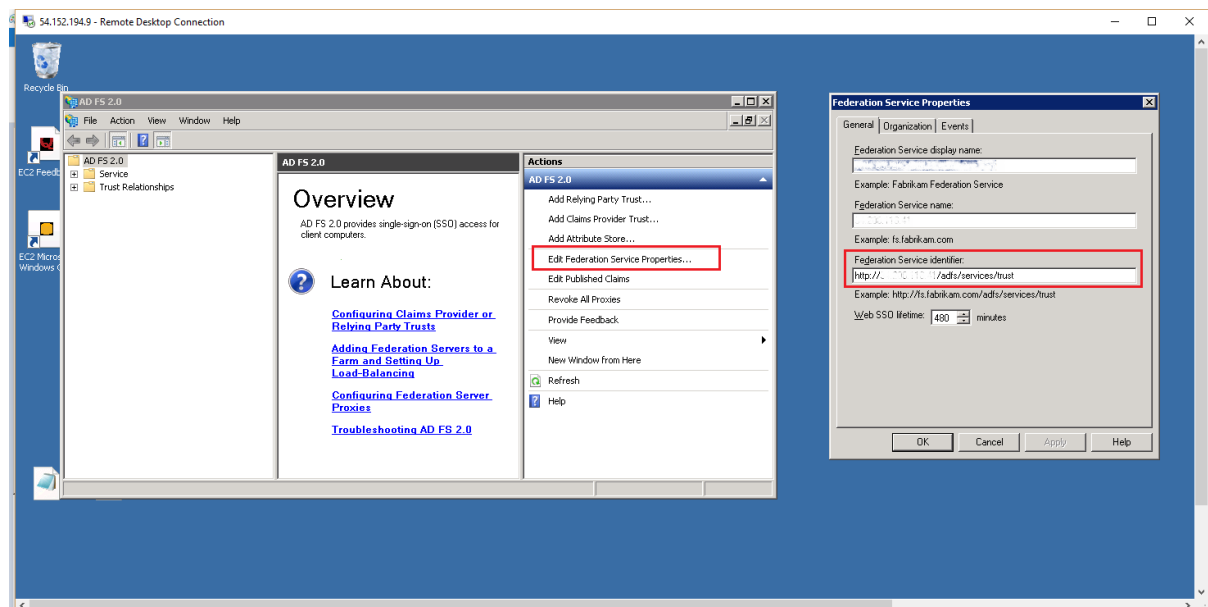 54.152.194.9 - Remote Desktop Connection
Recycle Bin
EC2 Feedb
EC2 Micros
Windows
AD FS 2.0
File Action View Window Help
AD FS 2.0
Service
Trust Relationships
AD FS 2.0
Overview
AD FS 2.0 provides single-sign-on (SSO) access for
client computers.
Learn About:
Configuring Claims Provider or
Relying Party Trusts
Adding Federation Servers to a
Farm and Setting Up
Load-Balancing
Configuring Federation Server
Proxies
Troubleshooting AD FS 2.0
Actions
AD FS 2.0
Add Relying Party Trust...
Add Claims Provider Trust...
Add Attribute Store...
Edit Federation Service Properties...
Edit Published Claims
Revoke All Proxies
Provide Feedback
View
New Window from Here
Refresh
Help
Federation Service Properties
General Organization Events
Federation Service display name:
Example: Fabrikam Federation Service
Federation Service name:
Example: fs.fabrikam.com
Federation Service identifier:
http:// /adfs/services/trust
Example: http://fs.fabrikam.com/adfs/services/trust
Web SSO lifetime: 480 minutes
OK Cancel Apply Help